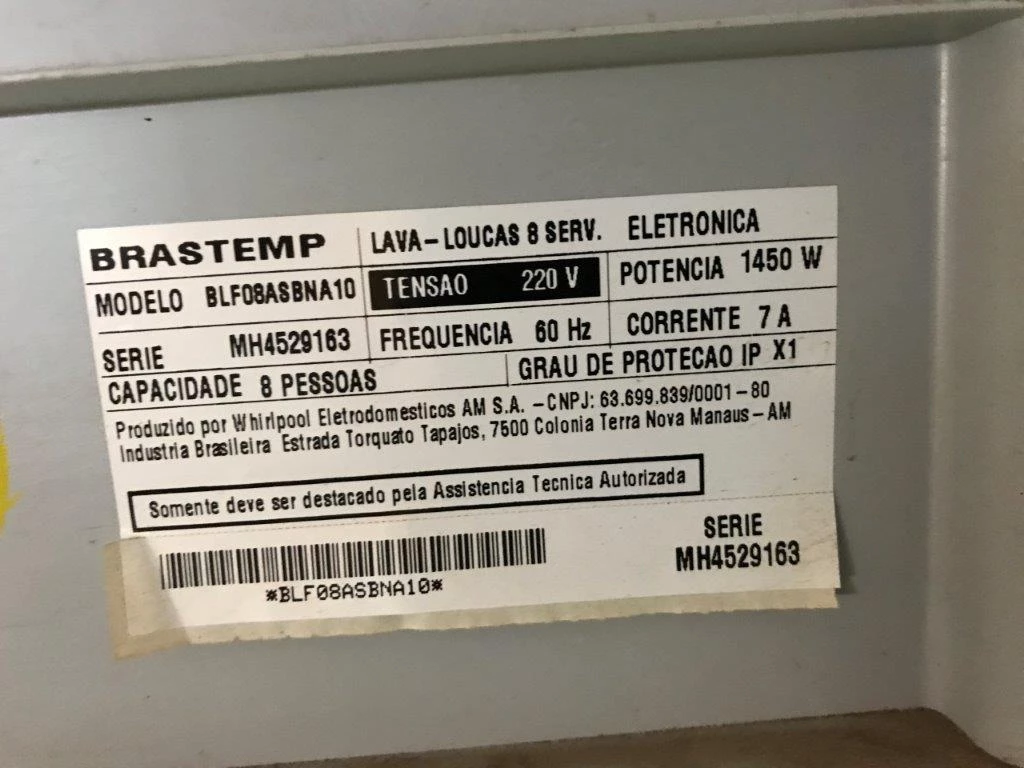 BRASTEMP
LAVA-LOUCAS 8 SERV. ELETRONICA
MODELO BLF08ASBNA10
TENSAO 220 V
POTENCIA 1450 W
SERIE MH4529163
FREQUENCIA 60 Hz
CORRENTE 7 A
CAPACIDADE 8 PESSOAS
GRAU DE PROTECAO IP X1
Produzido por Whirlpool Eletrodomesticos AM S.A. -CNPJ: 63.699.839/0001-80
Industria Brasileira Estrada Torquato Tapajos, 7500 Colonia Terra Nova Manaus-AM
Somente deve ser destacado pela Assistencia Tecnica Autorizada
*BLF08ASBNA10*
SERIE
MH4529163